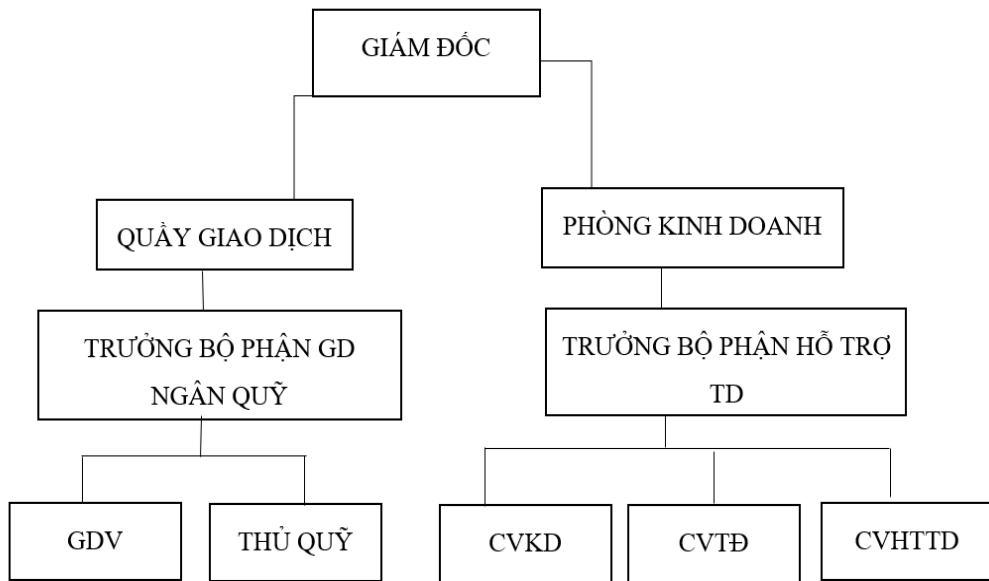 GIÁM ĐỐC
QUẦY GIAO DỊCH
PHÒNG KINH DOANH
TRƯỞNG BỘ PHẬN GD
NGÂN QUỸ
TRƯỞNG BỘ PHẬN HỖ TRỢ
TD
GDV
THỦ QUỸ
CVKD
CVTĐ
CVHTTD